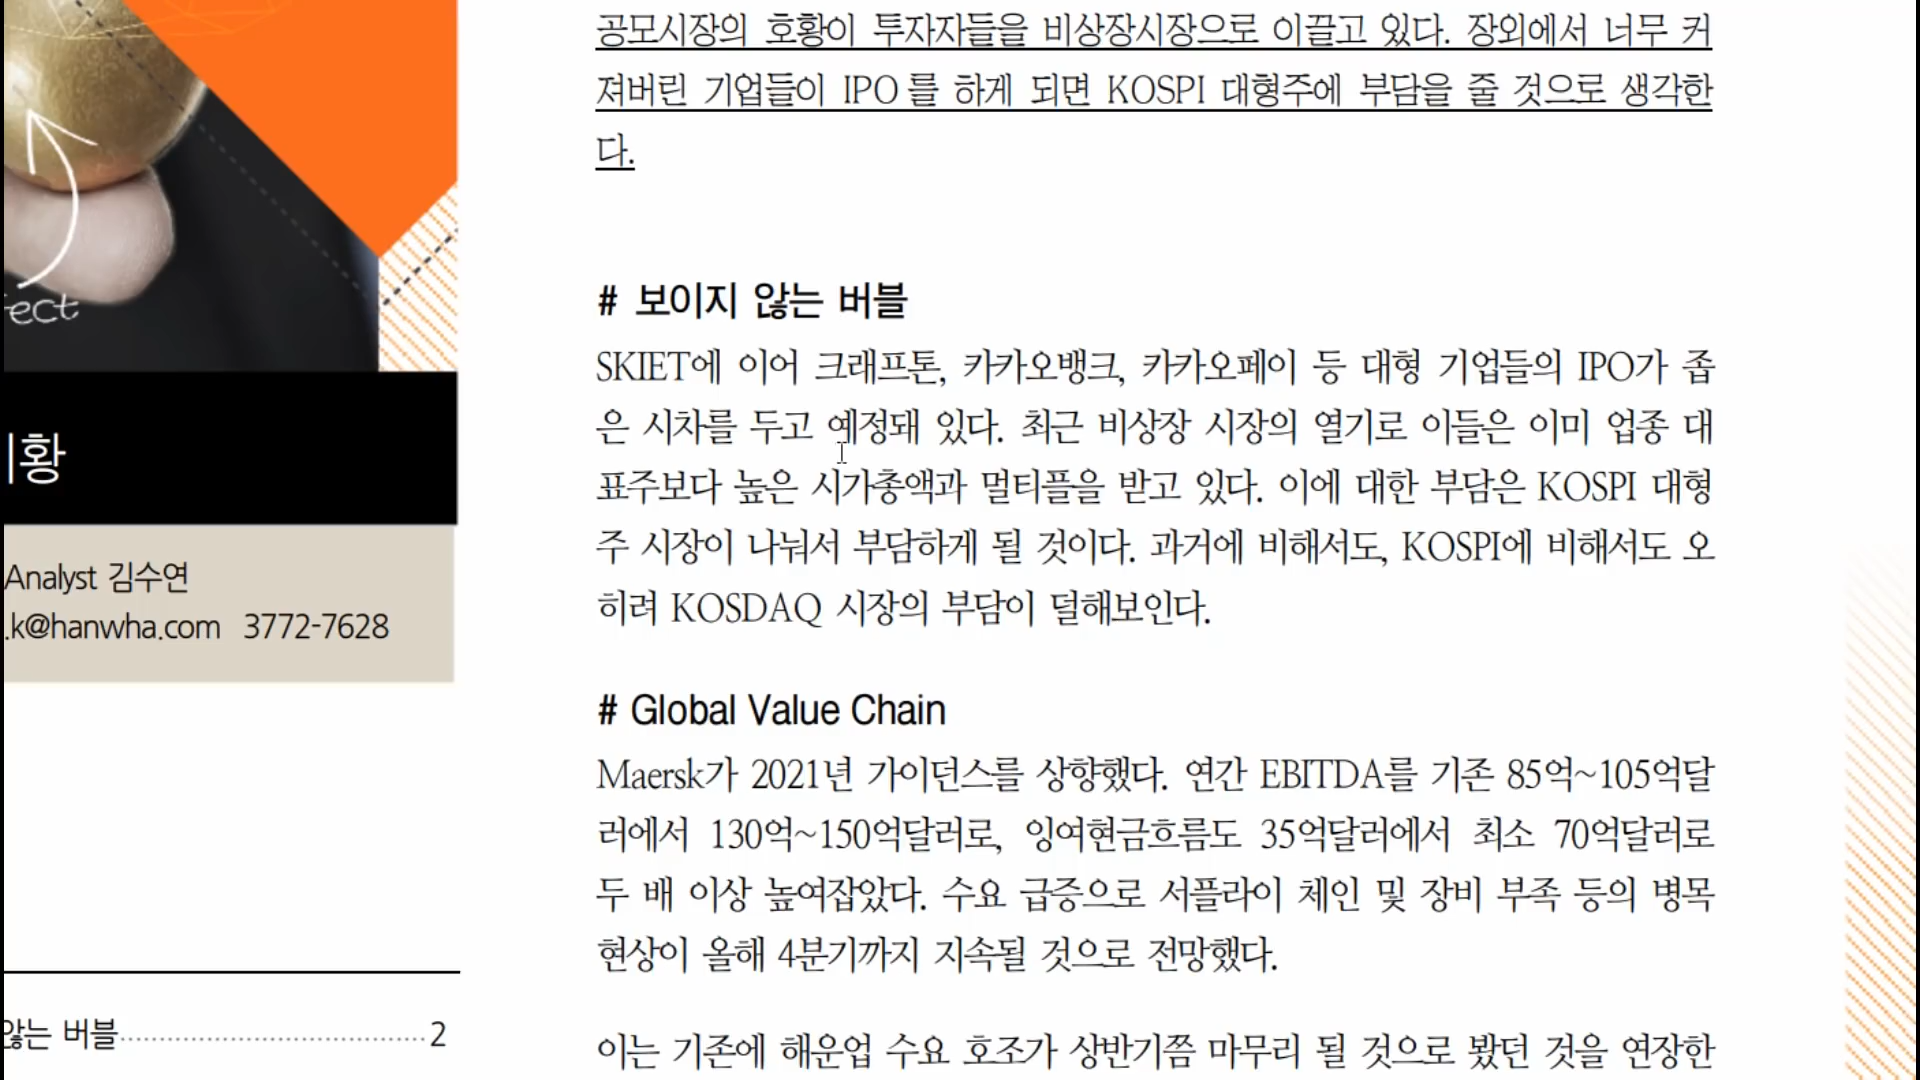 공모시장의 호황이 투자자들을 비상장시장으로 이끌고 있다. 장외에서 너무 커
져버린 기업들이 IPO를 하게 되면 KOSPI 대형주에 부담을 줄 것으로 생각한
다.
# 보이지 않는 버블
SKIET에 이어 크래프톤, 카카오뱅크, 카카오페이 등 대형 기업들의 IPO가 좁
은 시차를 두고 예정돼 있다. 최근 비상장 시장의 열기로 이들은 이미 업종 대
표주보다 높은 시가총액과 멀티플을 받고 있다. 이에 대한 부담은 KOSPI 대형
주 시장이 나눠서 부담하게 될 것이다. 과거에 비해서도, KOSPI에 비해서도 오
히려 KOSDAQ 시장의 부담이 덜해보인다.
# Global Value Chain
Maersk가 2021년 가이던스를 상향했다. 연간 EBITDA를 기존 85억~105억달
러에서 130억~150억달러로, 잉여현금흐름도 35억달러에서 최소 70억달러로
두 배 이상 높여잡았다. 수요 급증으로 서플라이 체인 및 장비 부족 등의 병목
현상이 올해 4분기까지 지속될 것으로 전망했다.
이는 기존에 해운업 수요 호조가 상반기쯤 마무리 될 것으로 봤던 것을 연장한
fect
황
Analyst 김수연
.k@hanwha.com 3772-7628
않는 버블 2